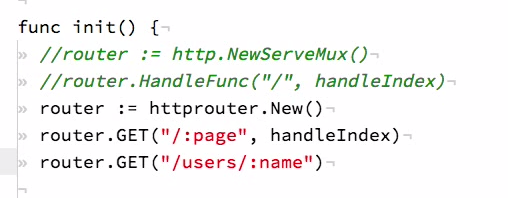 func init() {
//router := http.NewServeMux()
//router.HandleFunc("/", handleIndex)
router := httprouter.New()
router.GET("/:page", handleIndex)
router.GET("/users/:name")